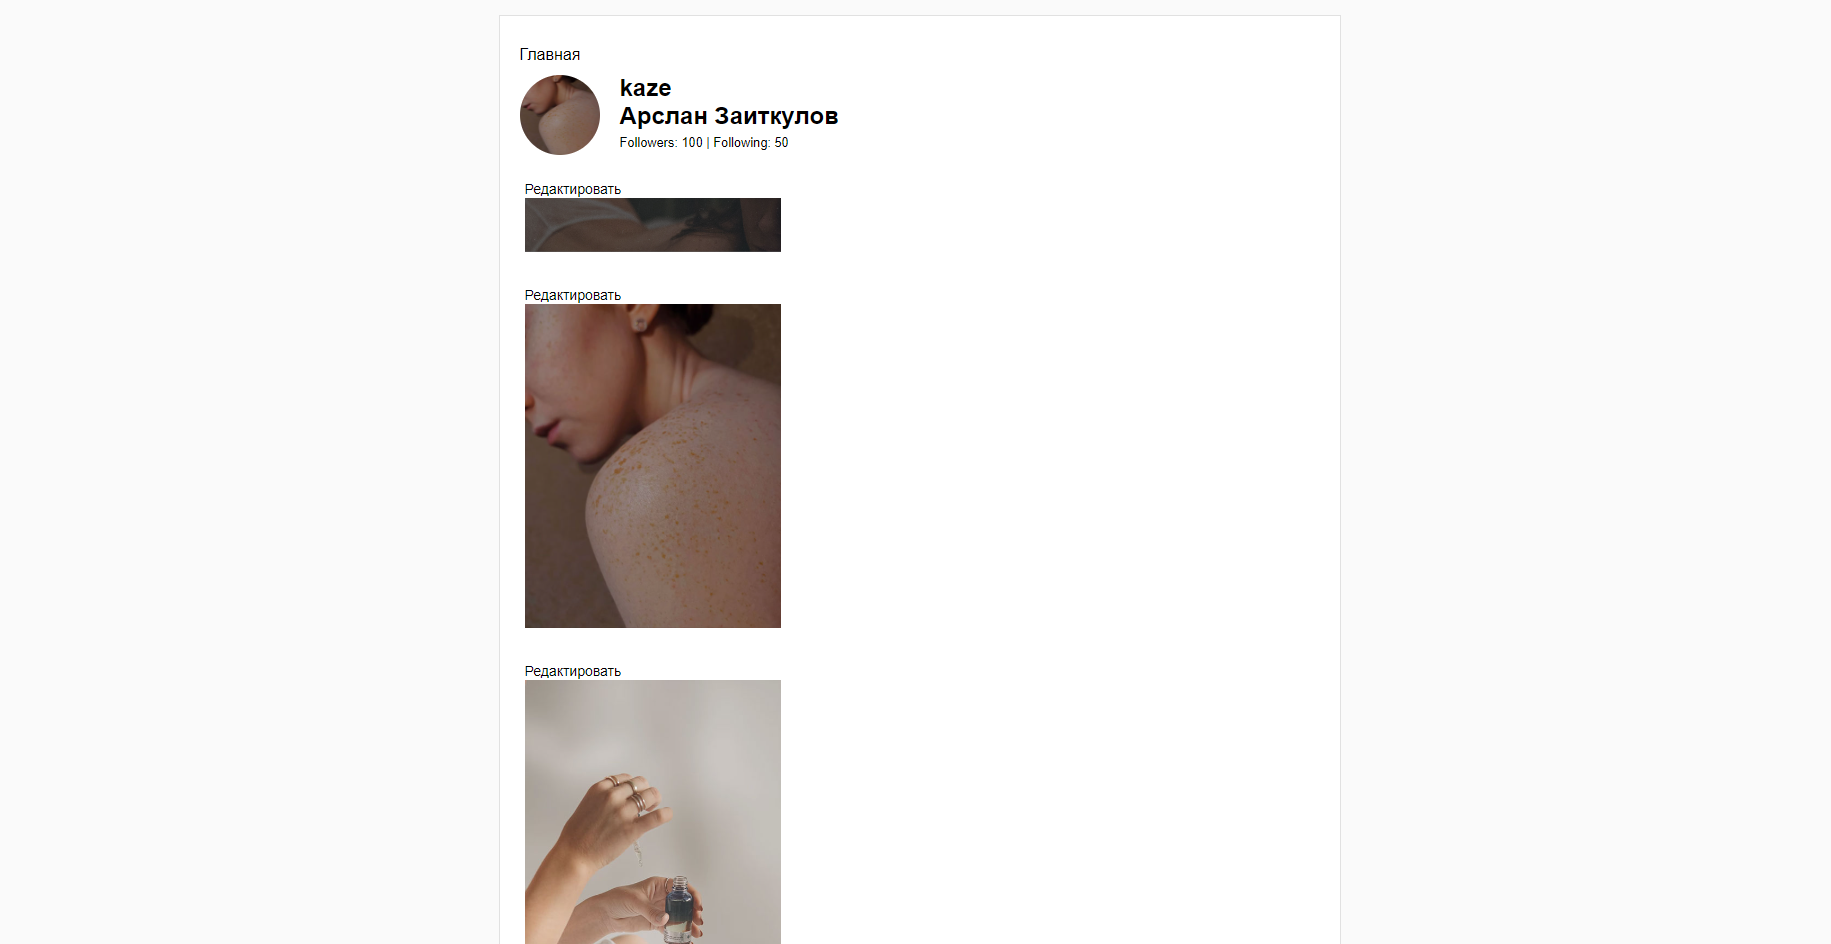 Главная
kaze
Арслан Заиткулов
Followers: 100 | Following: 50
Редактировать
Редактировать
Редактировать